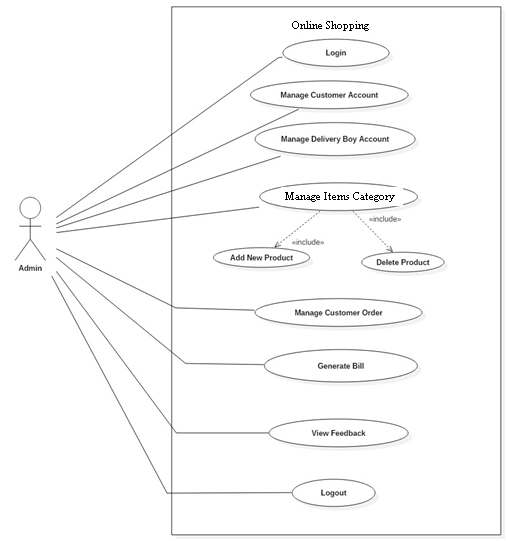 Online Shopping
Login
Manage Customer Account
Manage Delivery Boy Account
Manage Items Category
«include»
«include»
Add New Product
Delete Product
Admin
Manage Customer Order
Generate Bill
View Feedback
Logout